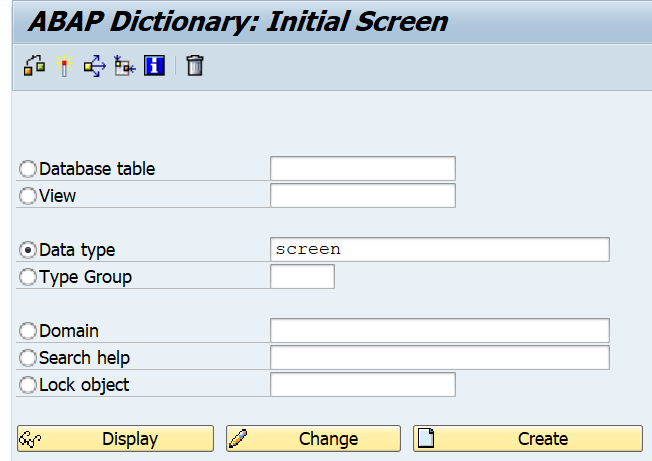 ABAP Dictionary: Initial Screen
Database table
View
Data type screen
Type Group
Domain
Search help
Lock object
Display Change Create